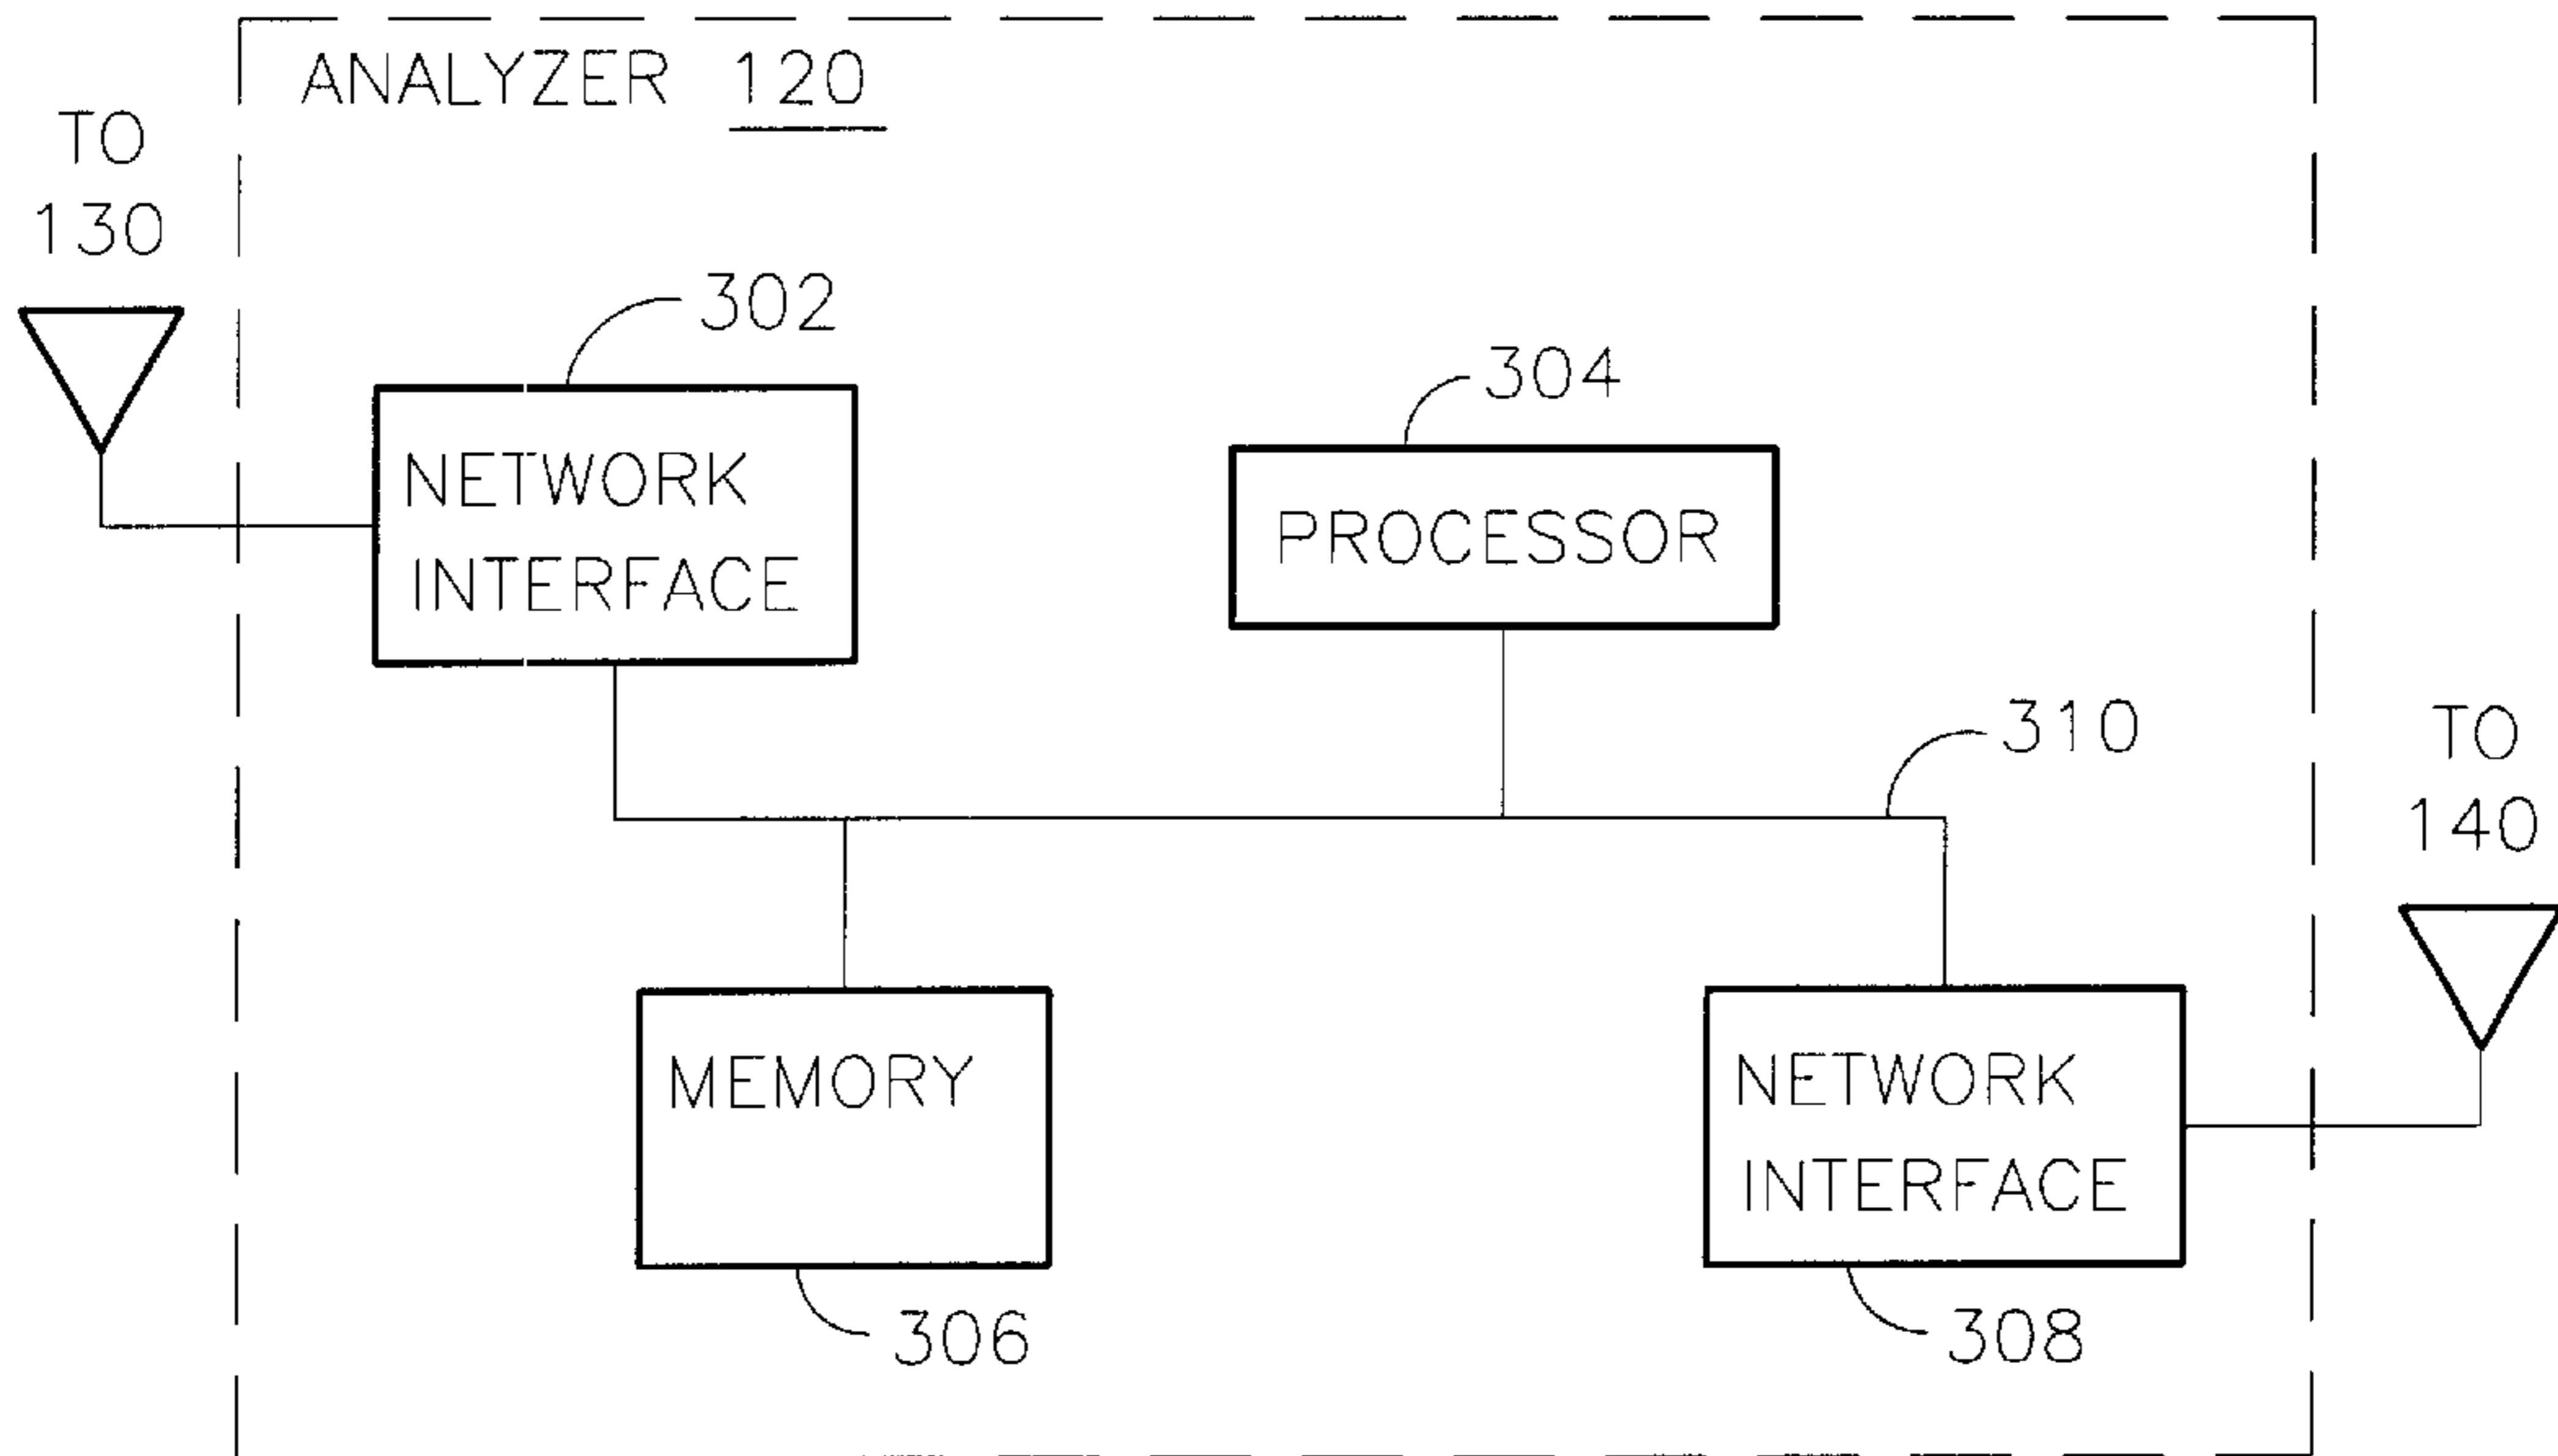 ANALYZER 120
TO
130
302
304
NETWORK
INTERFACE
PROCESSOR
310
TO
140
MEMORY
NETWORK
INTERFACE
306
308